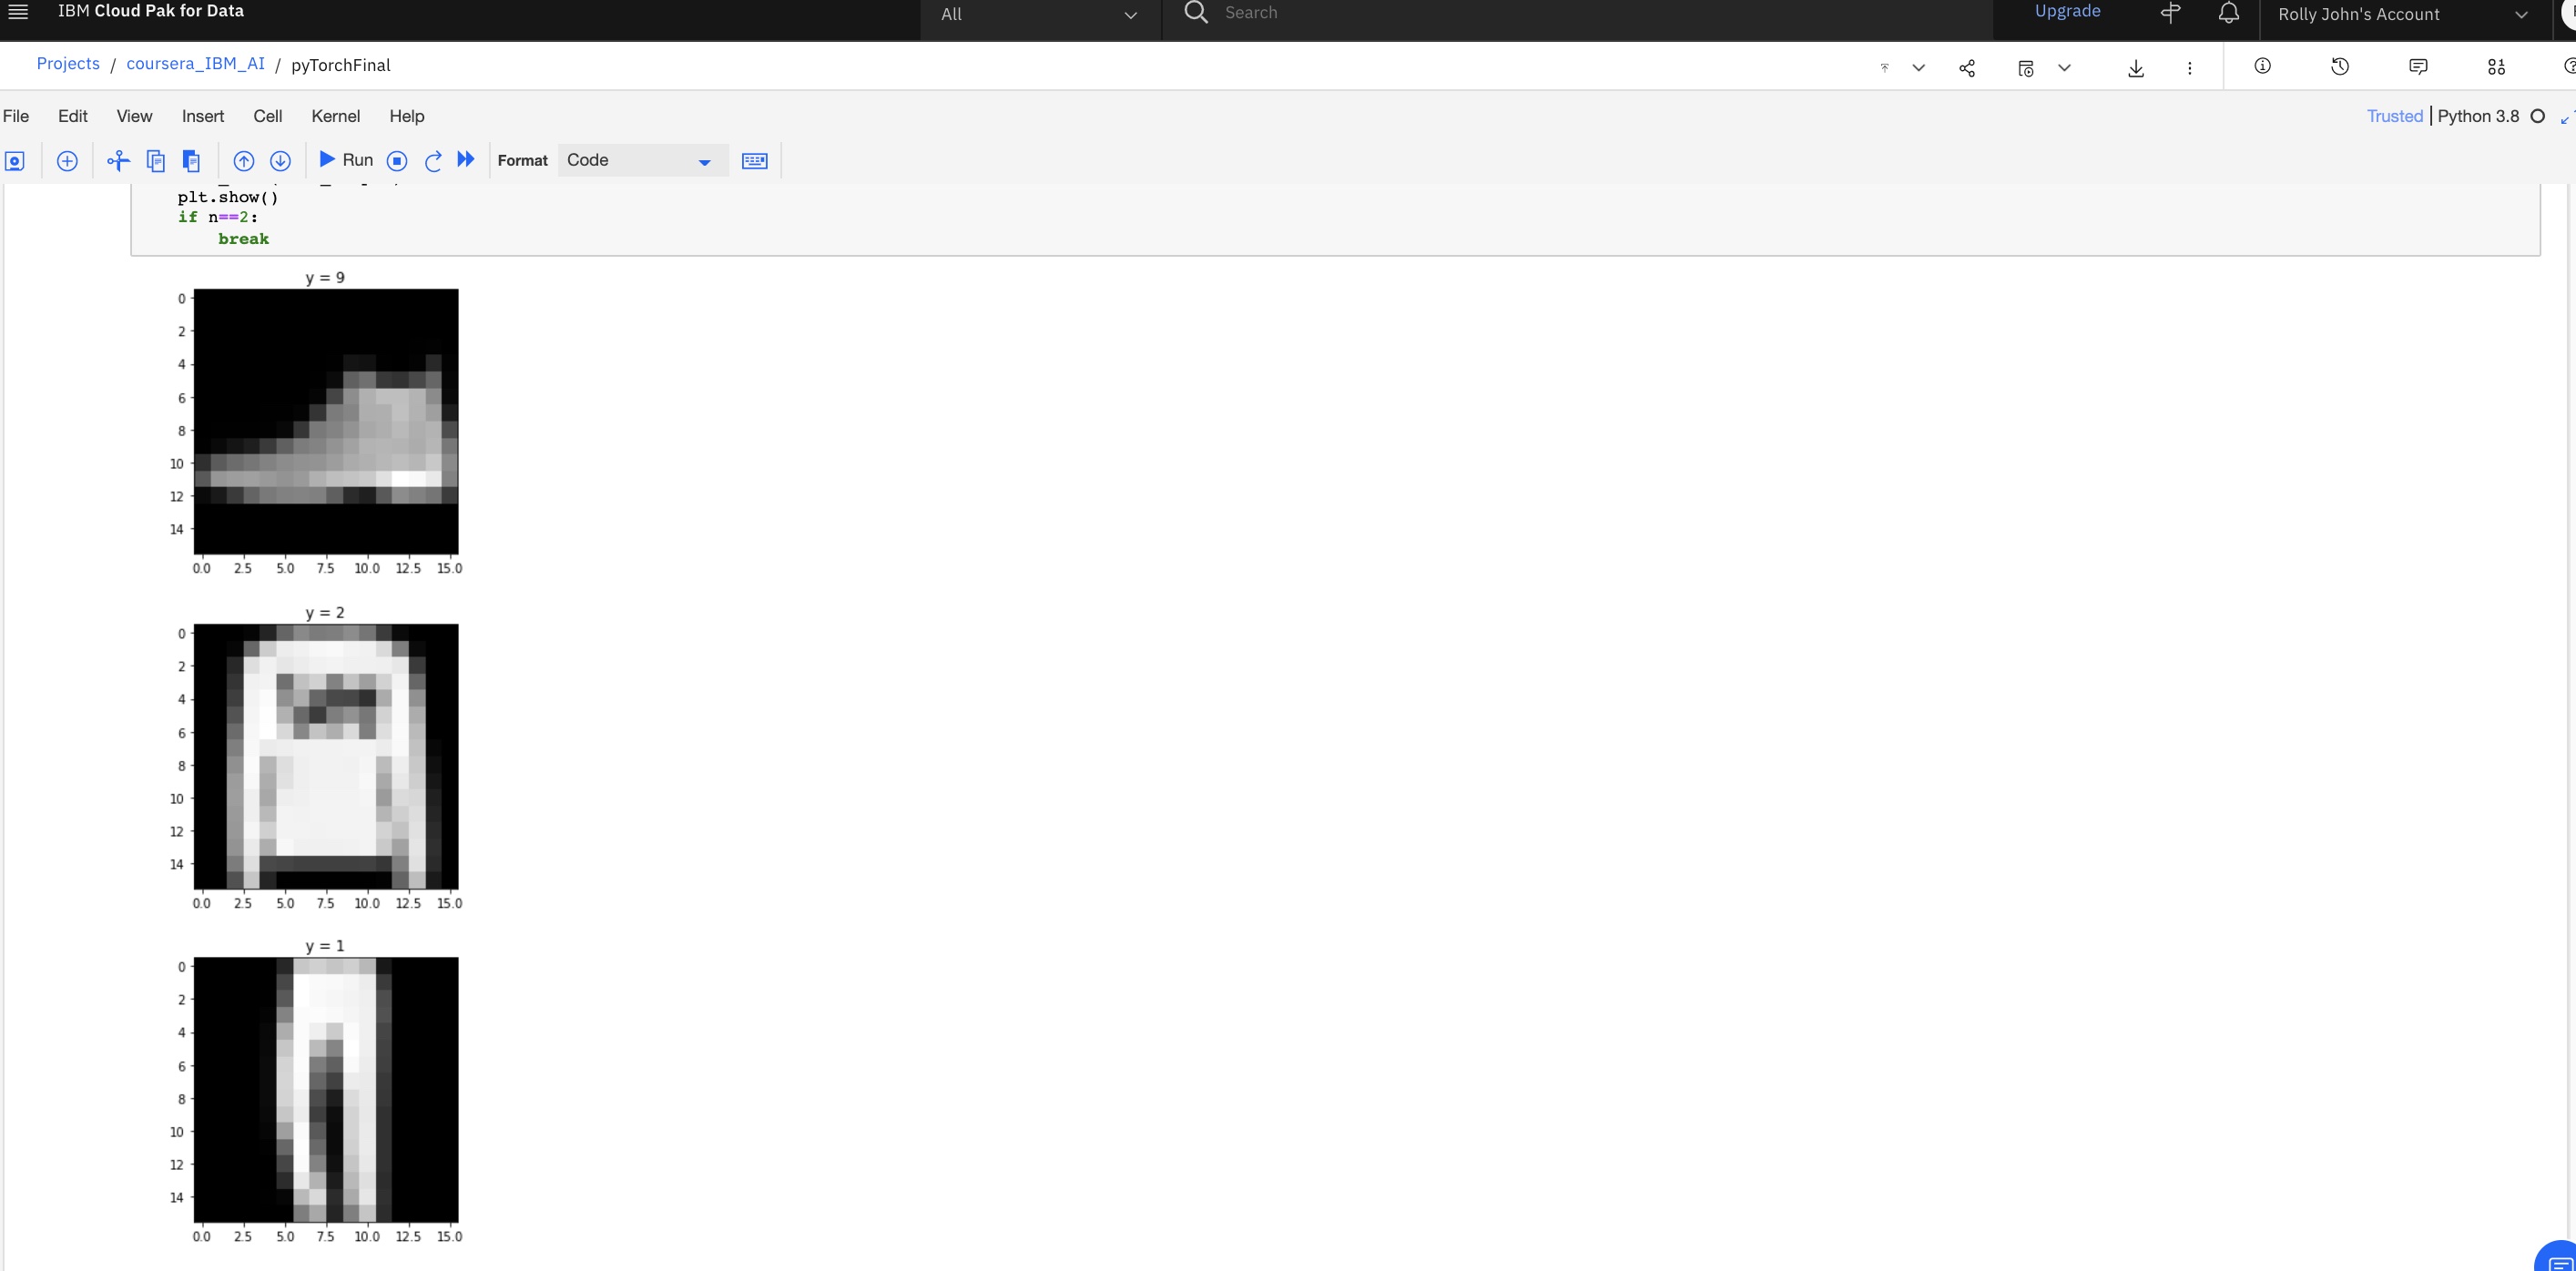 IBM Cloud Pak for Data
All
Search
Upgrade
Rolly John's Account
Projects / coursera_IBM_AI / pyTorchFinal
File Edit View Insert Cell Kernel Help
Trusted | Python 3.8
Run
Format
Code
plt.show()
if n==2:
break
y = 9
0
2
4
6
8
10
12
14
0.0 2.5 5.0 7.5 10.0 12.5 15.0
y = 2
0
2
4
6
8
10
12
14
0.0 2.5 5.0 7.5 10.0 12.5 15.0
y = 1
0
2
4
6
8
10
12
14
0.0 2.5 5.0 7.5 10.0 12.5 15.0